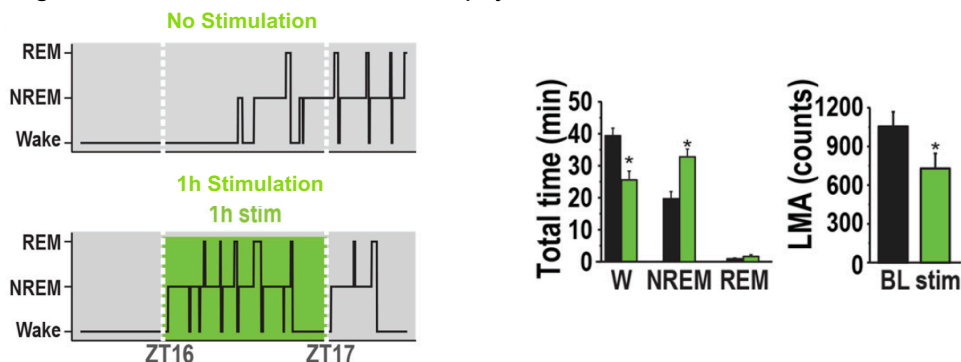 No Stimulation
REM
NREM
Wake
1h Stimulation
1h stim
REM
NREM
Wake
ZT16 ZT17
Total time (min)
50
40
30
20
10
0
* *
W NREM REM
LMA (counts)
1200
900
600
300
0
*
BL stim